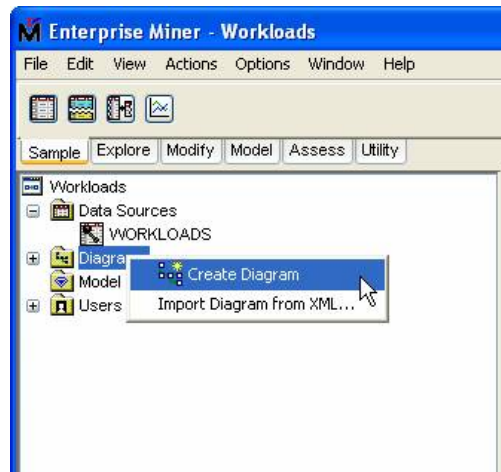 Enterprise Miner - Workloads
File Edit View Actions Options Window Help
Sample Explore Modify Model Assess Utility
Workloads
Data Sources
WORKLOADS
Diagra
Create Diagram
Model
Import Diagram from XML...
Users